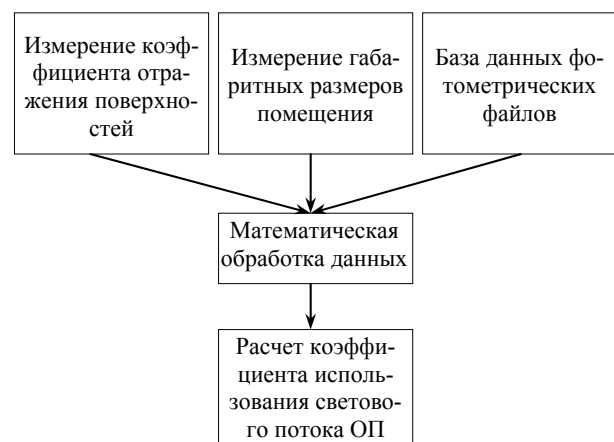 Измерение коэф-
фициента отра-
жения поверхно-
стей
Измерение габа-
ритных размеров
помещения
База данных фо-
тометрических
файлов
Математическая
обработка данных
Расчет коэффи-
циента исполь-
зования светово-
го потока ОП